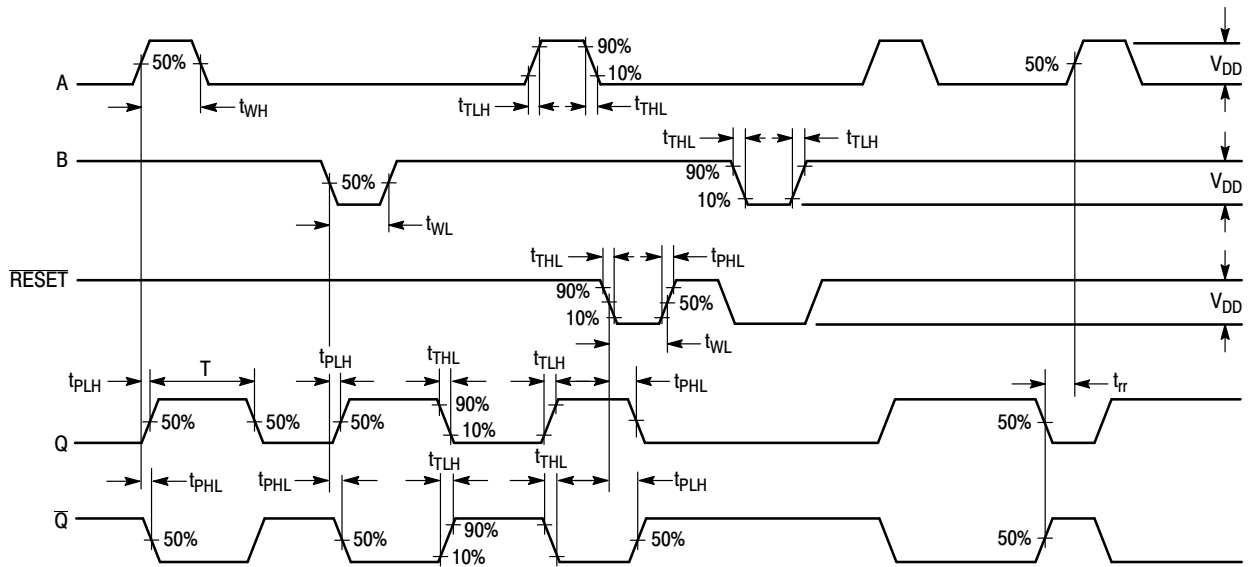 A 50% 90% 10% 50% V_DD
t_WH t_TLH t_THL
t_THL t_TLH
B 50% 90% 10% V_DD
t_WL
t_THL t_PHL
R̅E̅S̅E̅T̅ 90% 10% 50% V_DD
t_WL
t_PLH T t_PLH t_THL t_TLH t_PHL t_rr
Q 50% 50% 50% 90% 10% 50%
t_PHL t_PHL t_TLH t_THL t_PLH
Q̅ 50% 50% 90% 10% 50% 50%